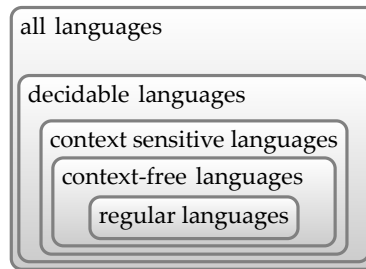 all languages
decidable languages
context sensitive languages
context-free languages
regular languages